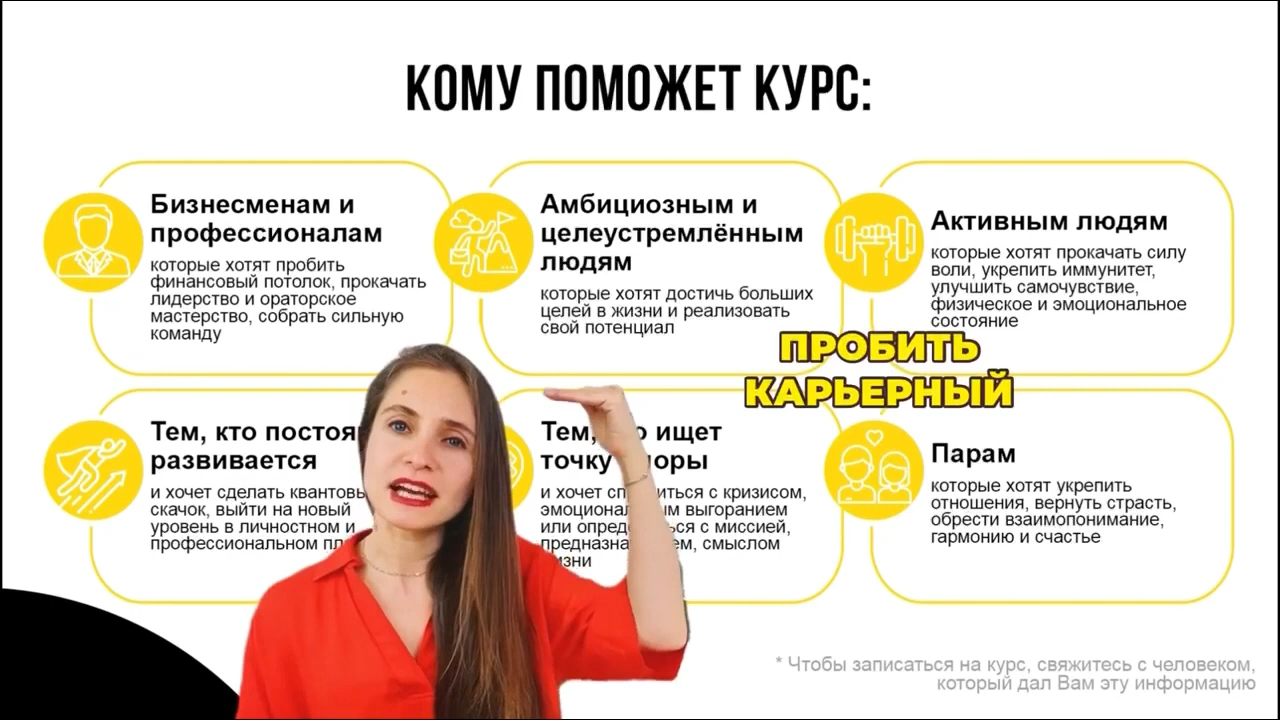 КОМУ ПОМОЖЕТ КУРС:
Бизнесменам и
профессионалам
которые хотят пробить
финансовый потолок, прокачать
лидерство и ораторское
мастерство, собрать сильную
команду
Амбициозным и
целеустремлённым
людям
которые хотят достичь больших
целей в жизни и реализовать
свой потенциал
Активным людям
которые хотят прокачать силу
воли, укрепить иммунитет,
улучшить самочувствие,
физическое и эмоциональное
состояние
ПРОБИТЬ
КАРЬЕРНЫЙ
Тем, кто
развивается
и хочет сделать
скачок, выйти на новый
уровень в личностном и
профессиональном
Тем, ищет
точку
и хочет с кризисом,
выгоранием
или с миссией,
смыслом
Парам
которые хотят укрепить
отношения, вернуть страсть,
обрести взаимопонимание,
гармонию и счастье
* Чтобы записаться на курс, свяжитесь с человеком,
который дал Вам эту информацию